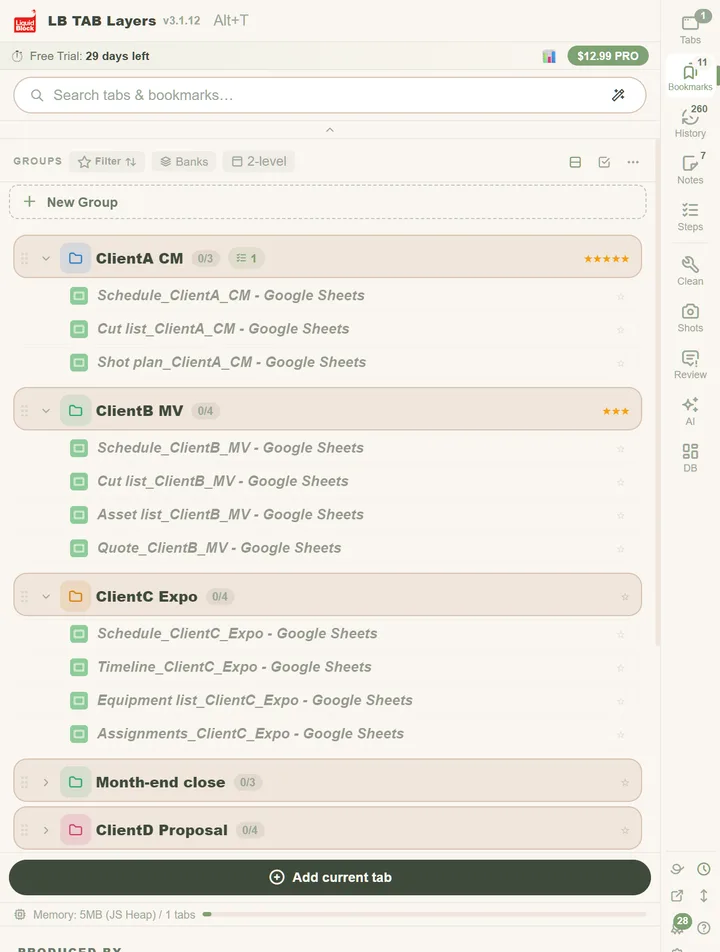 Liquid Block
LB TAB Layers v3.1.12 Alt+T
Free Trial: 29 days left
$12.99 PRO
Search tabs & bookmarks…
GROUPS Filter Banks 2-level
New Group
ClientA CM 0/3 1 ★★★★★
Schedule_ClientA_CM - Google Sheets
Cut list_ClientA_CM - Google Sheets
Shot plan_ClientA_CM - Google Sheets
ClientB MV 0/4 ★★★
Schedule_ClientB_MV - Google Sheets
Cut list_ClientB_MV - Google Sheets
Asset list_ClientB_MV - Google Sheets
Quote_ClientB_MV - Google Sheets
ClientC Expo 0/4
Schedule_ClientC_Expo - Google Sheets
Timeline_ClientC_Expo - Google Sheets
Equipment list_ClientC_Expo - Google Sheets
Assignments_ClientC_Expo - Google Sheets
Month-end close 0/3
ClientD Proposal 0/4
Add current tab
Memory: 5MB (JS Heap) / 1 tabs
PRODUCED BY
1
Tabs
11
Bookmarks
260
History
7
Notes
Steps
Clean
Shots
Review
AI
DB
28